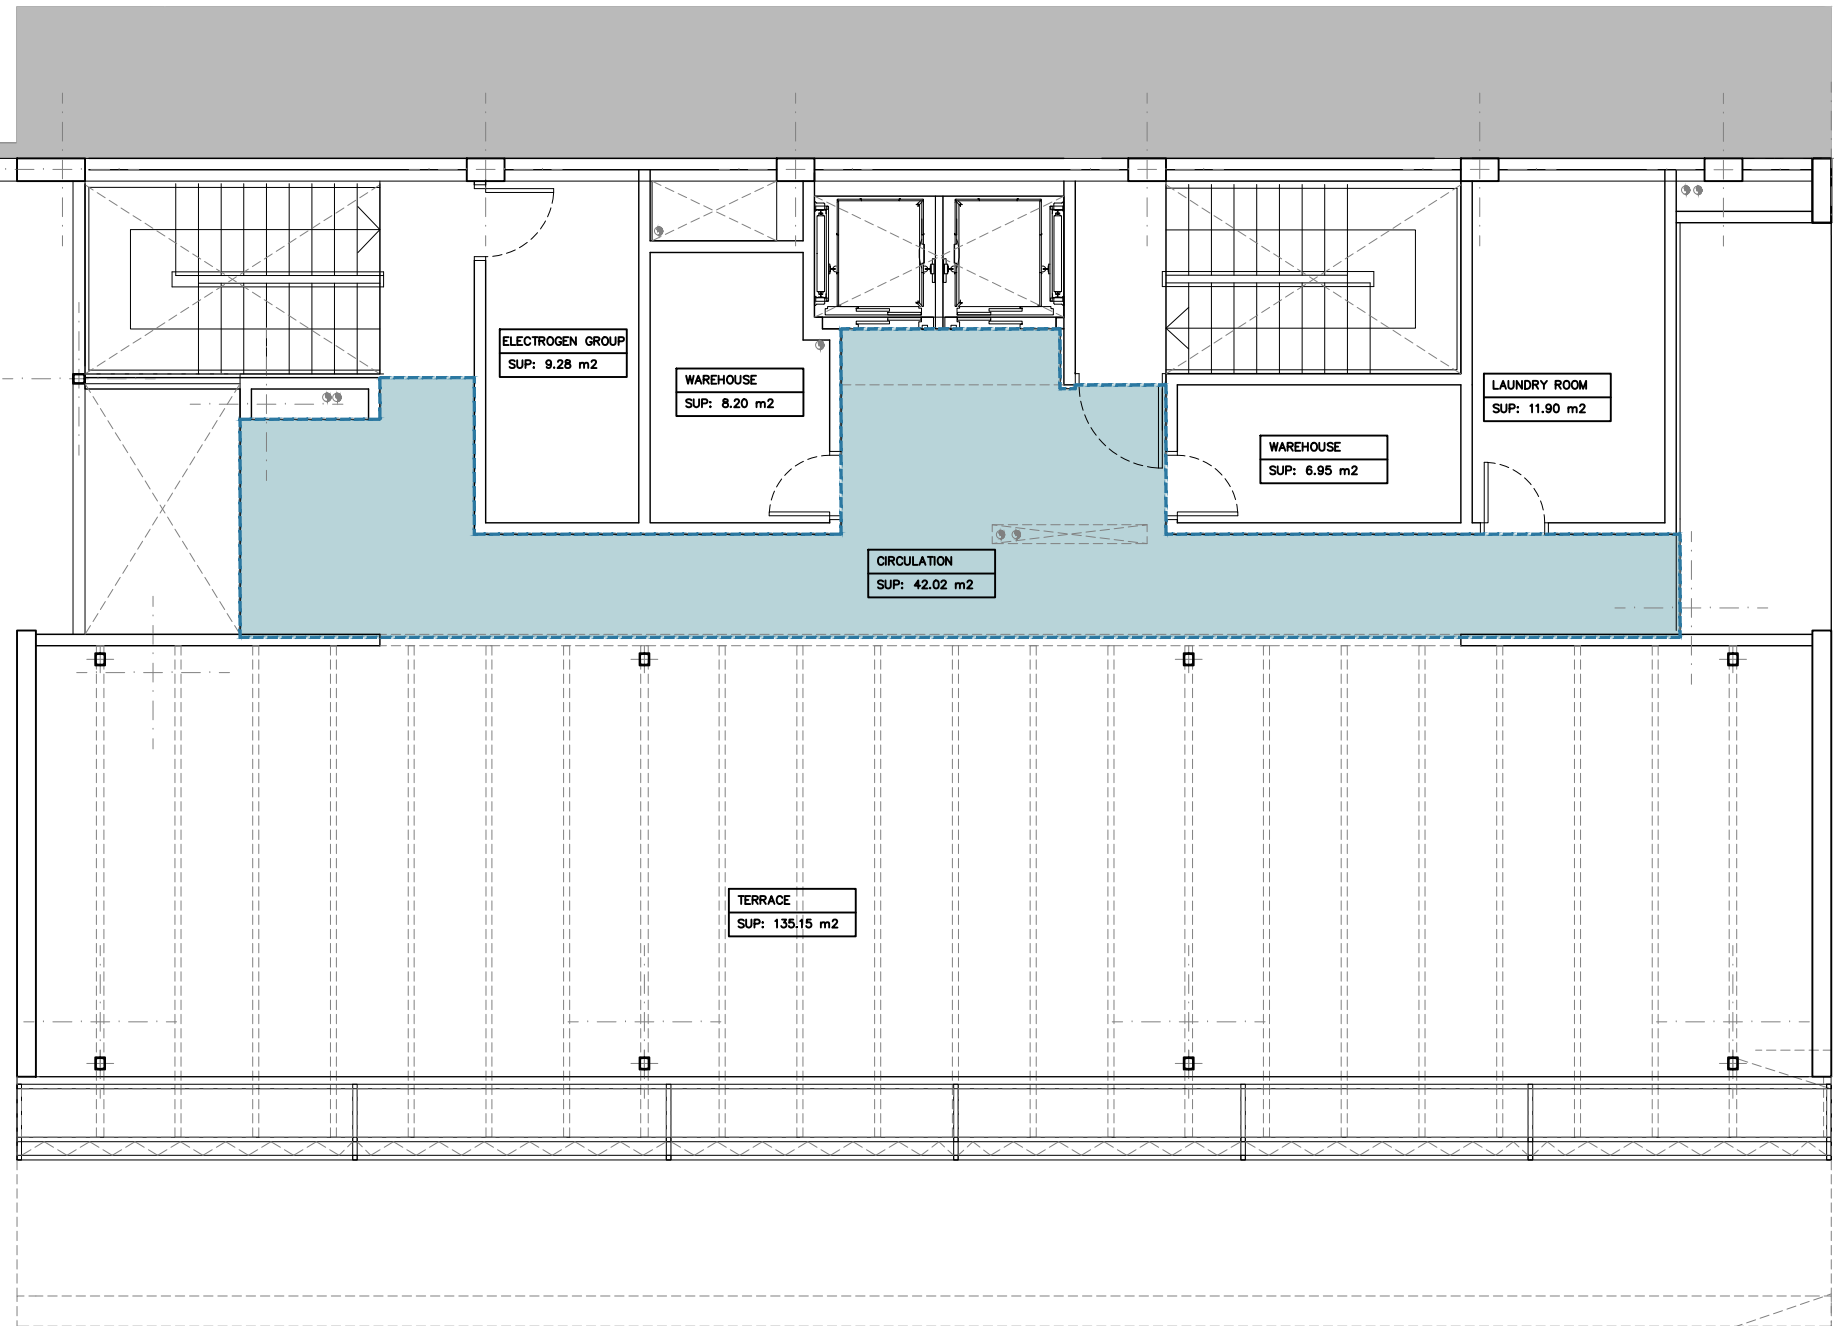 ELECTROGEN GROUP
SUP: 9.28 m2
WAREHOUSE
SUP: 8.20 m2
LAUNDRY ROOM
SUP: 11.90 m2
WAREHOUSE
SUP: 6.95 m2
CIRCULATION
SUP: 42.02 m2
TERRACE
SUP: 135.15 m2